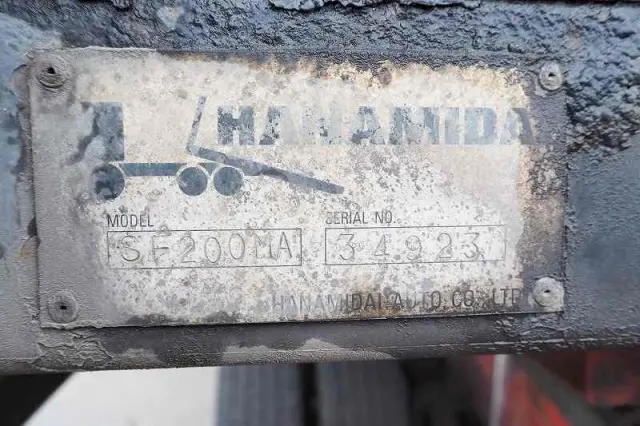 HANAMIDA
MODEL SERIAL NO.
SF200MA 34923
HANAMIDAI AUTO CO., LTD